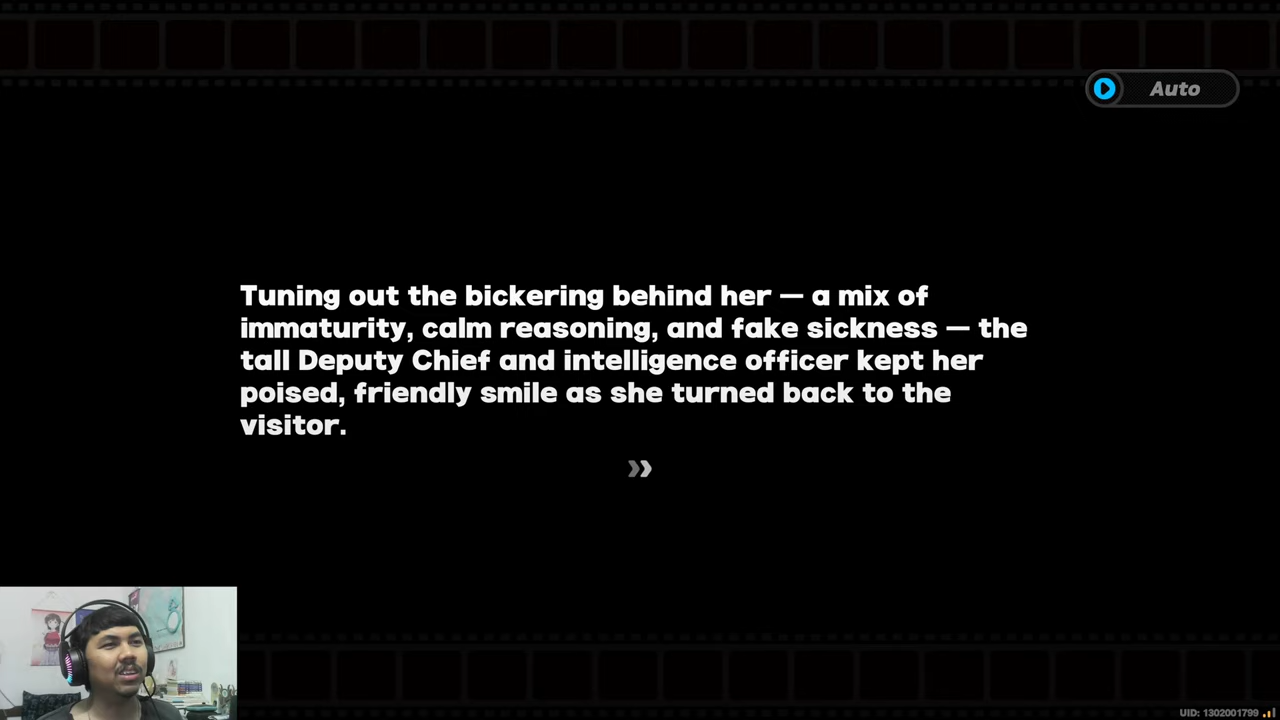 Auto
Tuning out the bickering behind her — a mix of
immaturity, calm reasoning, and fake sickness — the
tall Deputy Chief and intelligence officer kept her
poised, friendly smile as she turned back to the
visitor.
UID: 1302001799